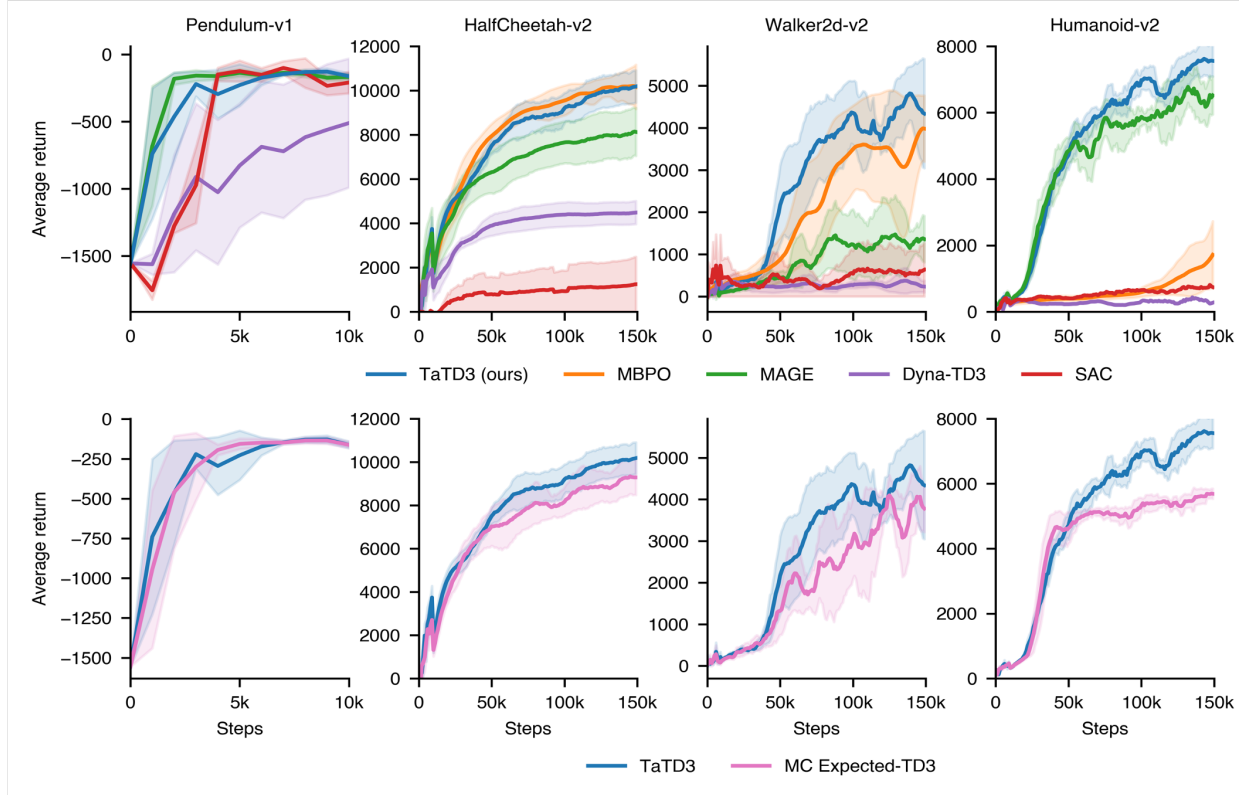 Pendulum-v1 HalfCheetah-v2 Walker2d-v2 Humanoid-v2
Average return
0
−500
−1000
−1500
0 5k 10k
12000
10000
8000
6000
4000
2000
0
0 50k 100k 150k
5000
4000
3000
2000
1000
0
0 50k 100k 150k
8000
6000
4000
2000
0
0 50k 100k 150k
TaTD3 (ours) MBPO MAGE Dyna-TD3 SAC
Average return
0
−250
−500
−750
−1000
−1250
−1500
0 5k 10k
Steps
12000
10000
8000
6000
4000
2000
0
0 50k 100k 150k
Steps
5000
4000
3000
2000
1000
0
0 50k 100k 150k
Steps
8000
6000
4000
2000
0
0 50k 100k 150k
Steps
TaTD3 MC Expected-TD3